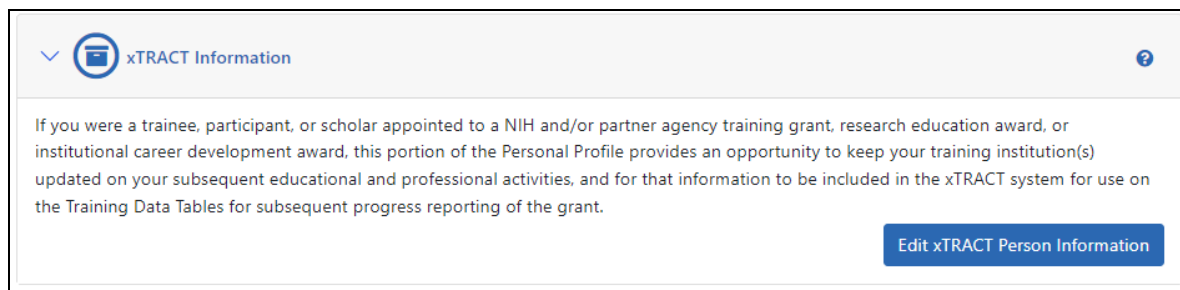 xTRACT Information
If you were a trainee, participant, or scholar appointed to a NIH and/or partner agency training grant, research education award, or
institutional career development award, this portion of the Personal Profile provides an opportunity to keep your training institution(s)
updated on your subsequent educational and professional activities, and for that information to be included in the xTRACT system for use on
the Training Data Tables for subsequent progress reporting of the grant.
Edit xTRACT Person Information